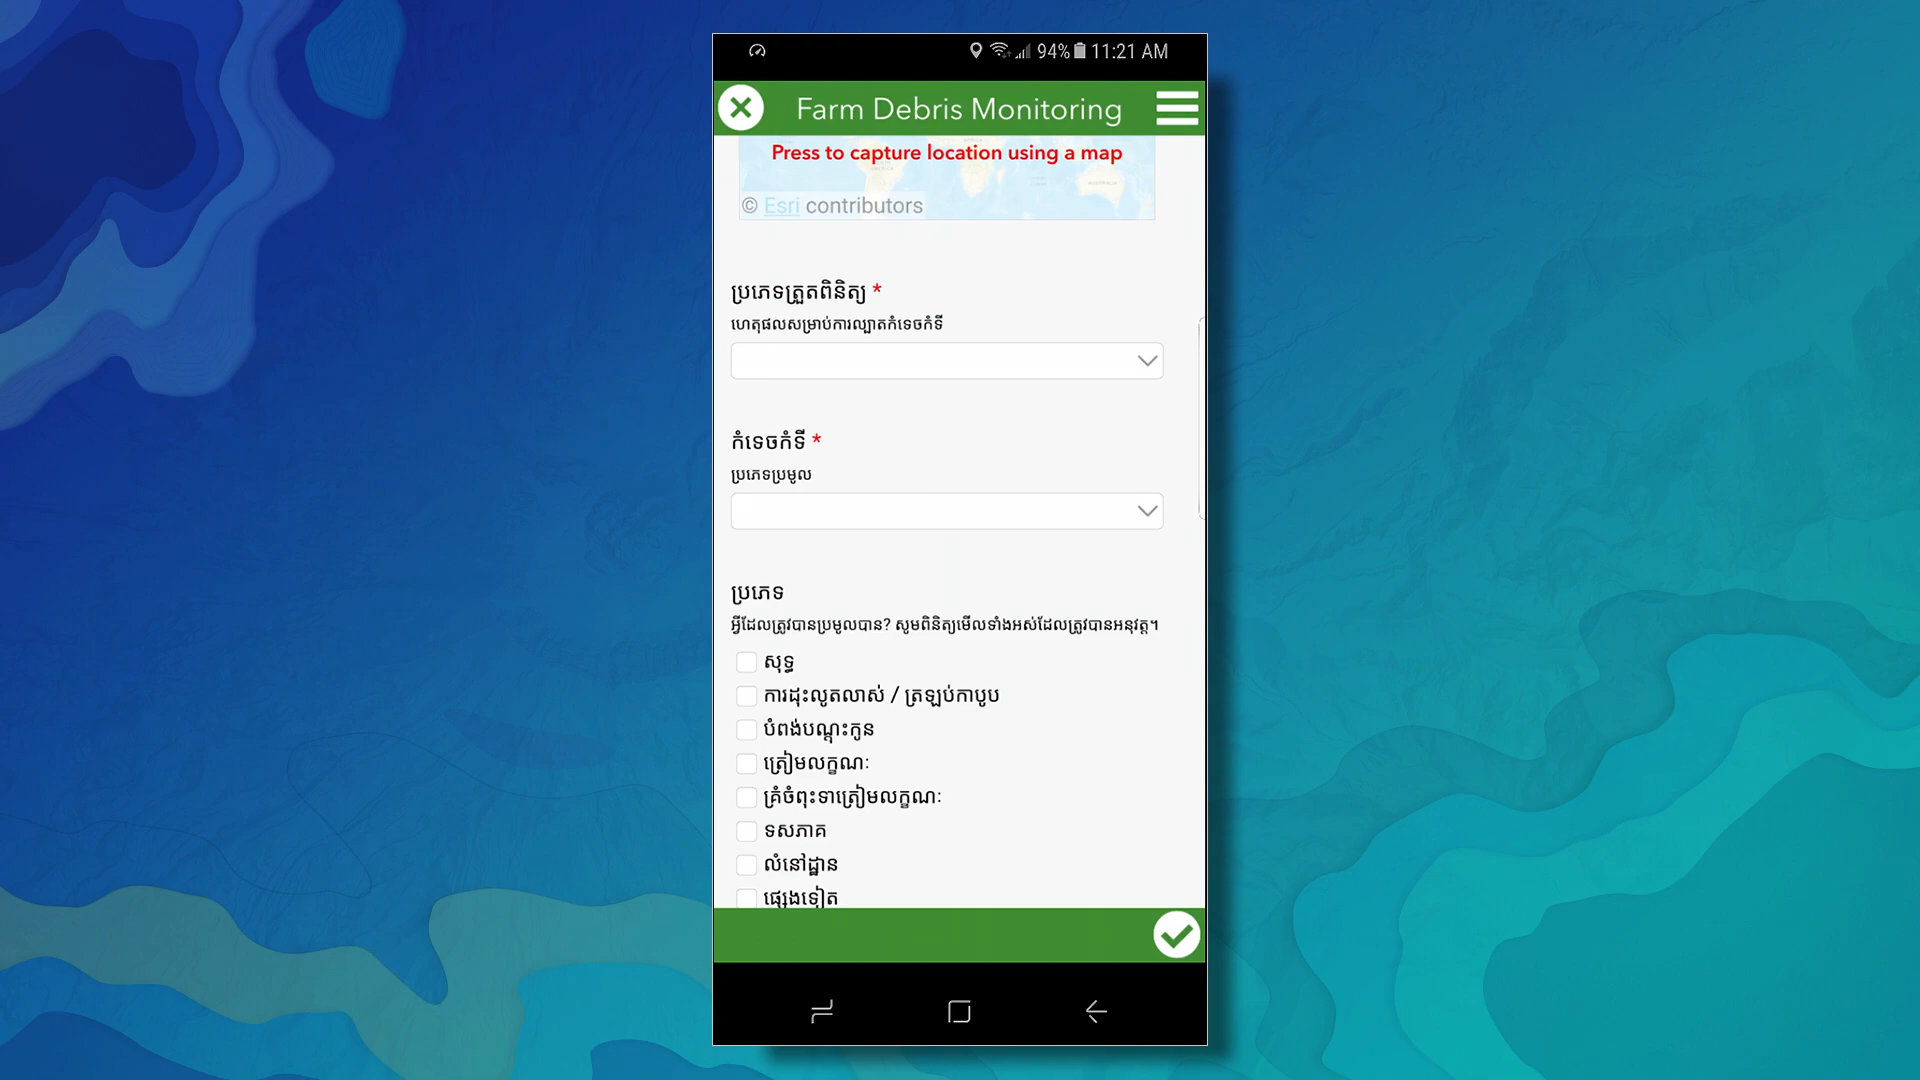 94% 11:21 AM
Farm Debris Monitoring
Press to capture location using a map
© Esri contributors
ប្រភេទត្រួតពិនិត្យ *
ហេតុផលសម្រាប់ការល្បាតកំទេចកំទី
កំទេចកំទី *
ប្រភេទប្រមូល
ប្រភេទ
អ្វីដែលត្រូវបានប្រមូលបាន? សូមពិនិត្យមើលទាំងអស់ដែលត្រូវបានអនុវត្ត។
សុទ្ធ
ការដុះលូតលាស់ / ត្រឡប់កាបូប
បំពង់បណ្តុះកូន
ត្រៀមលក្ខណៈ
គ្រំចំពុះទាត្រៀមលក្ខណៈ
ទសភាគ
លំនៅដ្ឋាន
ផ្សេងទៀត